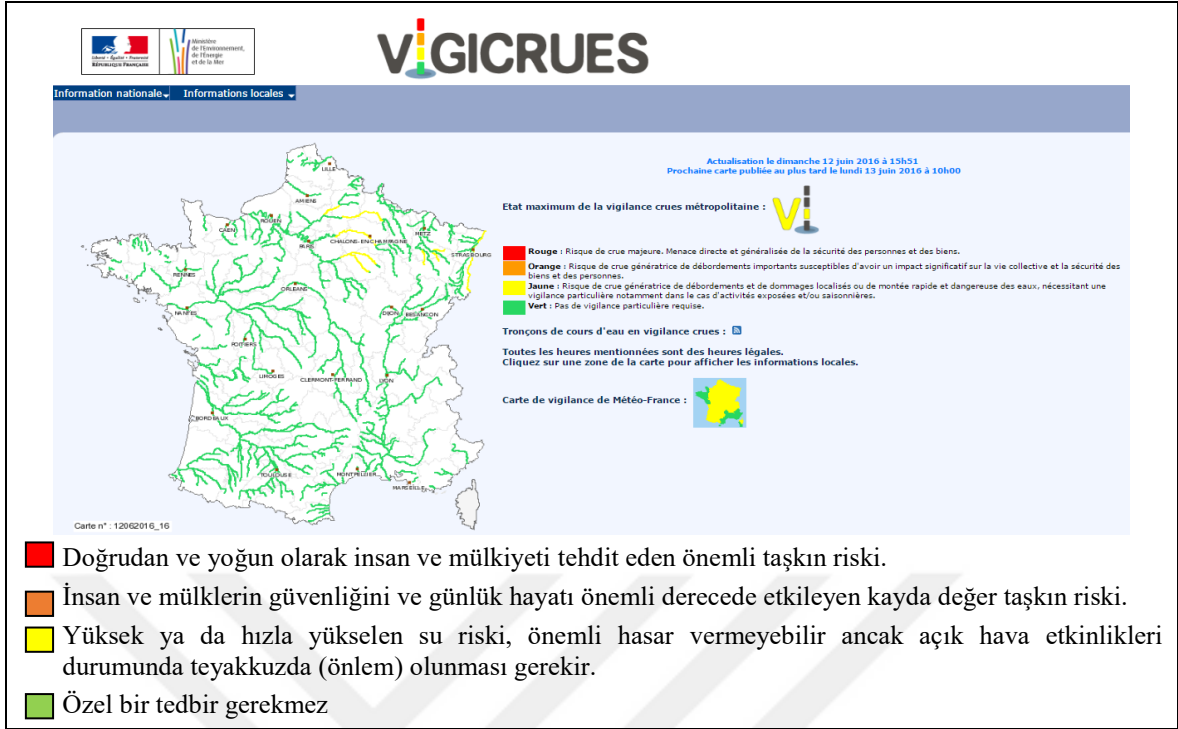 Liberté • Égalité • Fraternité
RÉPUBLIQUE FRANÇAISE
Ministère
de l'Environnement,
de l'Énergie
et de la Mer
VIGICRUES
Information nationale Informations locales
Actualisation le dimanche 12 juin 2016 à 15h51
Prochaine carte publiée au plus tard le lundi 13 juin 2016 à 10h00
Etat maximum de la vigilance crues métropolitaine :
Rouge : Risque de crue majeure. Menace directe et généralisée de la sécurité des personnes et des biens.
Orange : Risque de crue génératrice de débordements importants susceptibles d'avoir un impact significatif sur la vie collective et la sécurité des
biens et des personnes.
Jaune : Risque de crue génératrice de débordements et de dommages localisés ou de montée rapide et dangereuse des eaux, nécessitant une
vigilance particulière notamment dans le cas d'activités exposées et/ou saisonnières.
Vert : Pas de vigilance particulière requise.
Tronçons de cours d'eau en vigilance crues :
Toutes les heures mentionnées sont des heures légales.
Cliquez sur une zone de la carte pour afficher les informations locales.
Carte de vigilance de Météo-France :
LILLE
AMIENS
ROUEN
CAEN
METZ
PARIS
CHALONS-EN-CHAMPAGNE
STRASBOURG
RENNES
ORLEANS
NANTES
DIJON
BESANCON
POITIERS
LIMOGES
CLERMONT-FERRAND
LYON
BORDEAUX
TOULOUSE
MONTPELLIER
MARSEILLE
Carte n° : 12062016_16
Doğrudan ve yoğun olarak insan ve mülkiyeti tehdit eden önemli taşkın riski.
İnsan ve mülklerin güvenliğini ve günlük hayatı önemli derecede etkileyen kayda değer taşkın riski.
Yüksek ya da hızla yükselen su riski, önemli hasar vermeyebilir ancak açık hava etkinlikleri
durumunda teyakkuzda (önlem) olunması gerekir.
Özel bir tedbir gerekmez